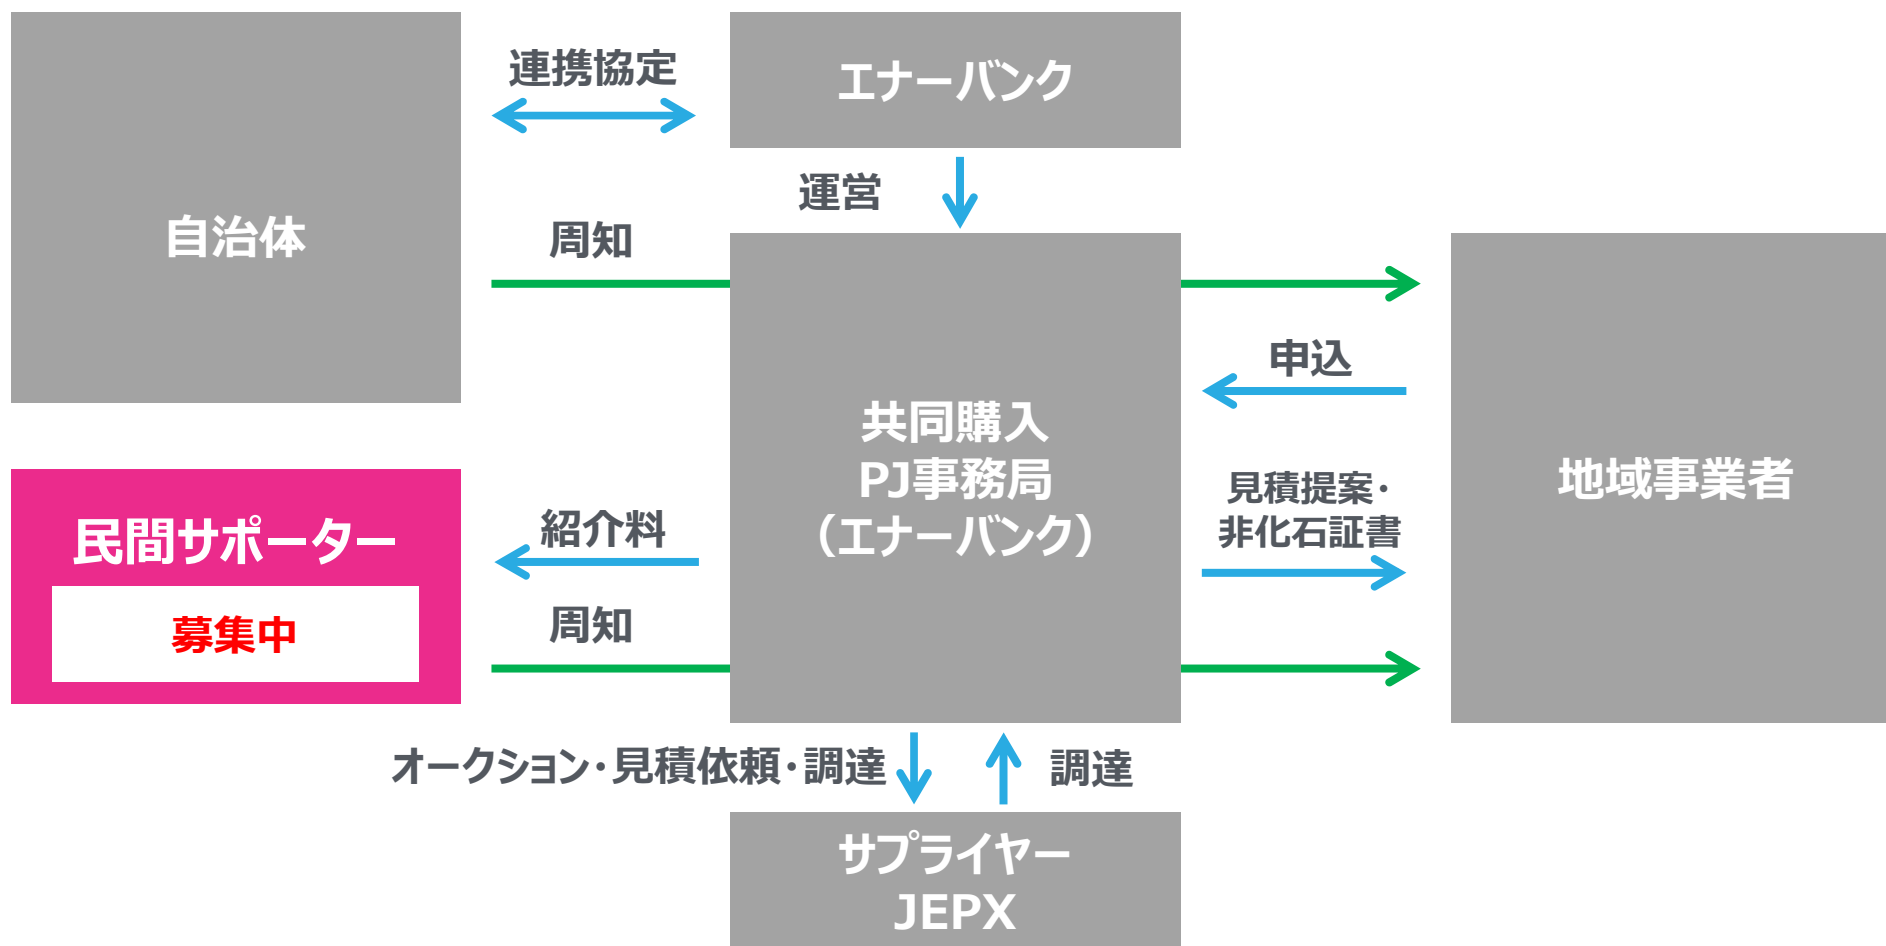 連携協定
エナーバンク
運営
自治体
周知
申込
共同購入
PJ事務局
（エナーバンク）
地域事業者
見積提案・
非化石証書
民間サポーター
募集中
紹介料
周知
オークション・見積依頼・調達
調達
サプライヤー
JEPX